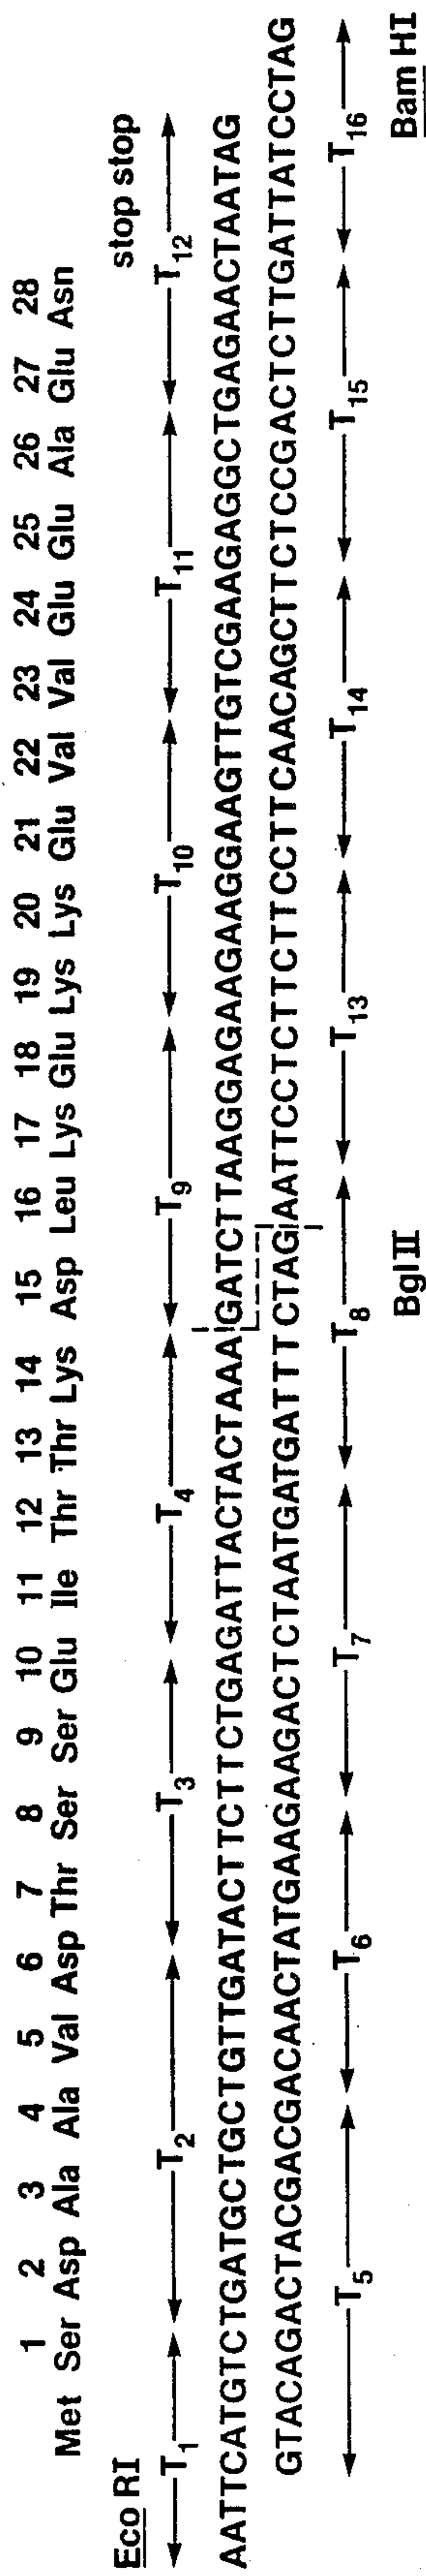 1 2 3 4 5 6 7 8 9 10 11 12 13 14 15 16 17 18 19 20 21 22 23 24 25 26 27 28
Met Ser Asp Ala Ala Val Asp Thr Ser Ser Glu Ile Thr Thr Lys Asp Leu Lys Glu Lys Lys Glu Val Val Glu Glu Ala Glu Asn
Eco RI stop stop
T1 T2 T3 T4 T9 T10 T11 T12
AATTCATGTCTGATGCTGCTGTTGATACTTCTTCTGAGATTACTACTAAAGATCTTAAGGAGAAGAAGGAAGTTGTCGAAGAGGCTGAGAACTAATAG
GTACAGACTACGACGACAACTATGAAGAAGACTCTAATGATGATTTCTAGAATTCCTCTTCTTCCTTCAACAGCTTCTCCGACTCTTGATTATCCTAG
T5 T6 T7 T8 T13 T14 T15 T16
Bgl II Bam HI